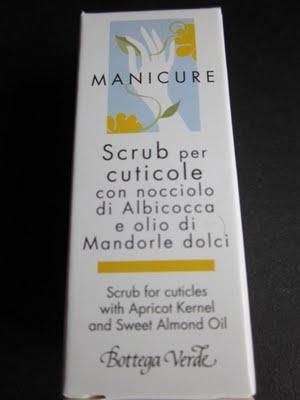 MANICURE
Scrub per
cuticole
con nocciolo
di Albicocca
e olio di
Mandorle dolci
Scrub for cuticles
with Apricot Kernel
and Sweet Almond Oil
Bottega Verde